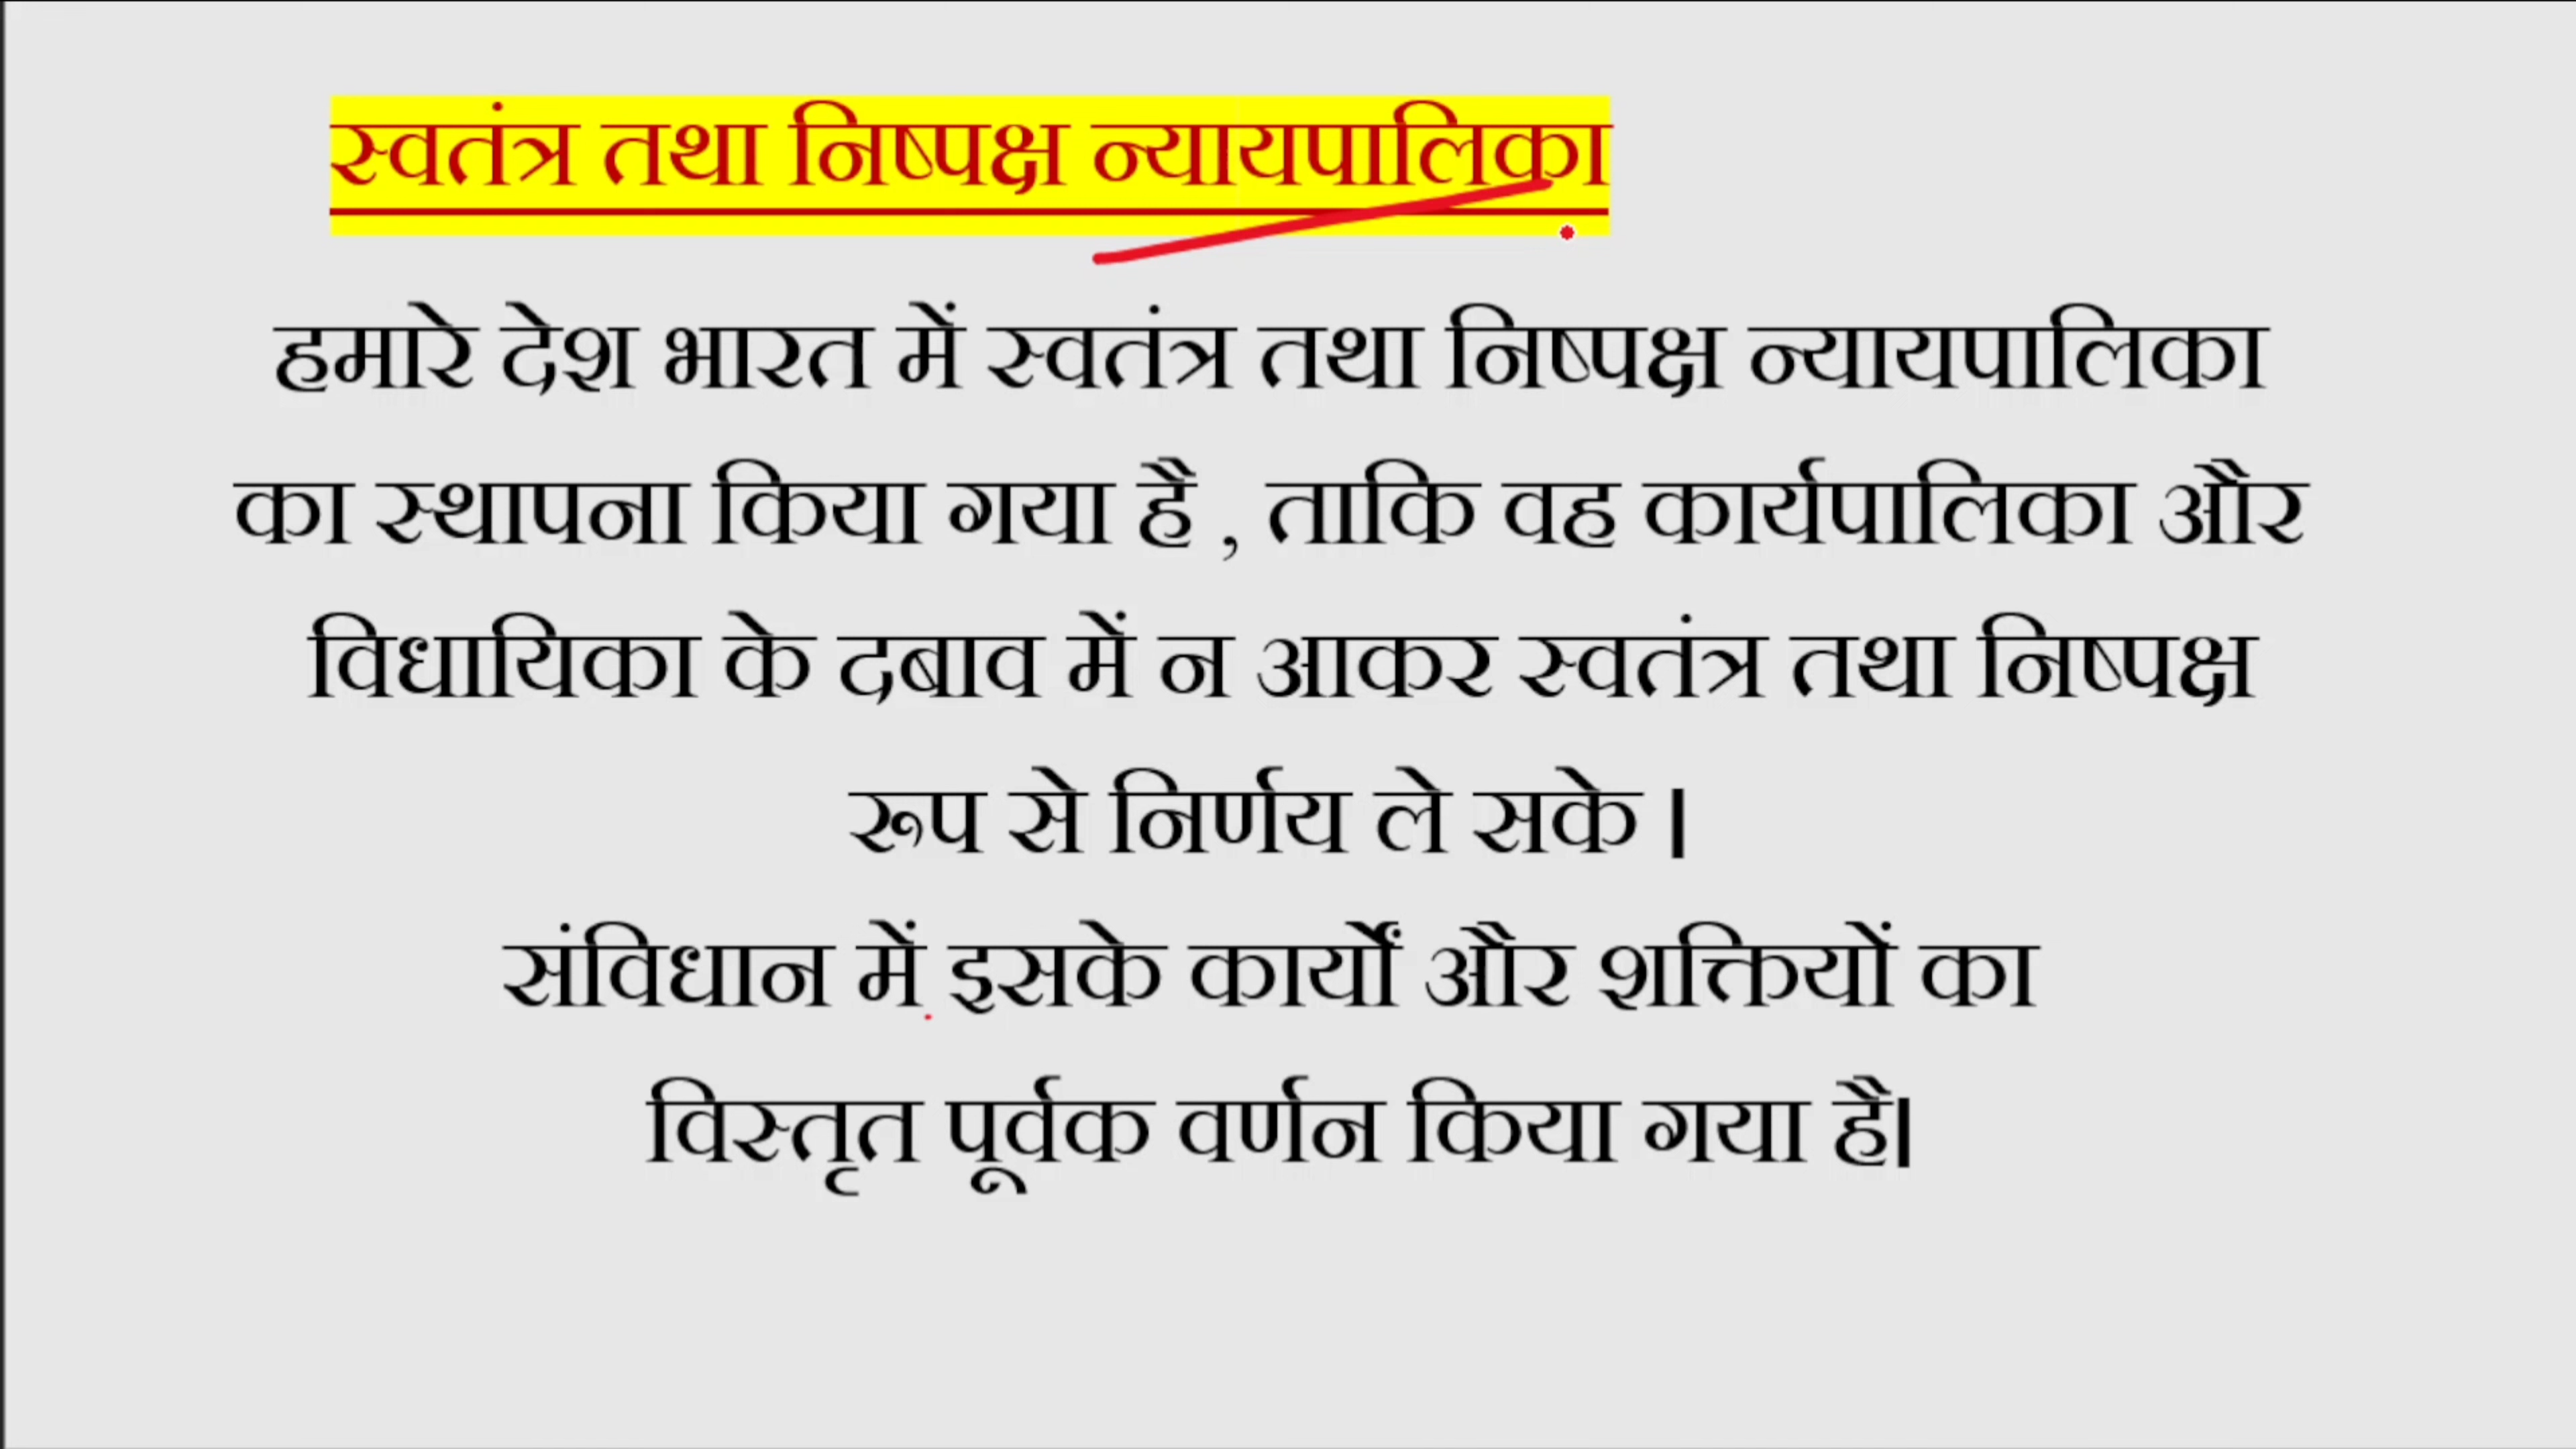 स्वतंत्र तथा निष्पक्ष न्यायपालिका
हमारे देश भारत में स्वतंत्र तथा निष्पक्ष न्यायपालिका
का स्थापना किया गया है , ताकि वह कार्यपालिका और
विधायिका के दबाव में न आकर स्वतंत्र तथा निष्पक्ष
रूप से निर्णय ले सके ।
संविधान में इसके कार्यों और शक्तियों का
विस्तृत पूर्वक वर्णन किया गया है।